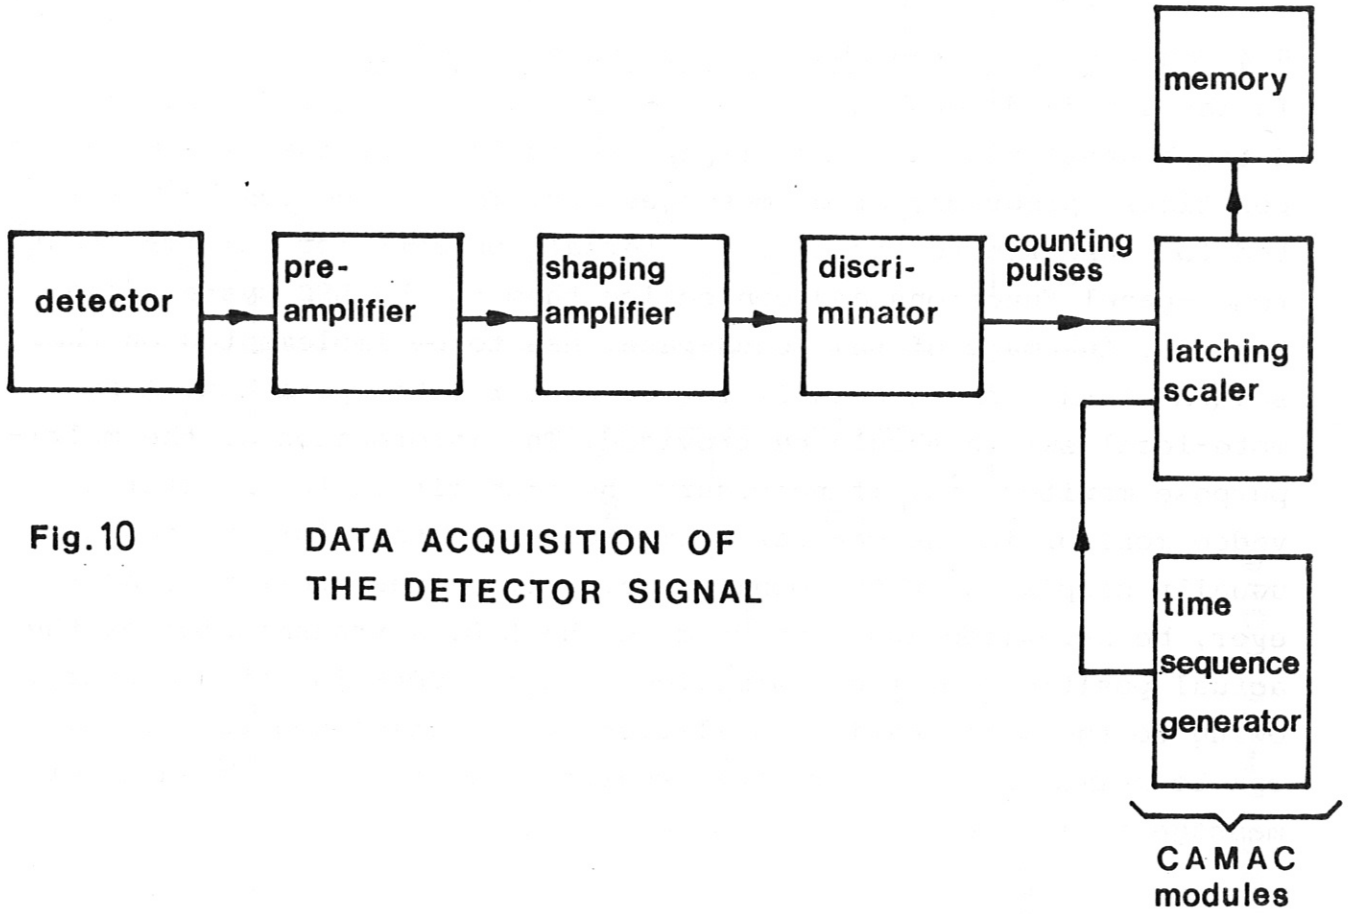 memory
detector
pre-
amplifier
shaping
amplifier
discri-
minator
counting
pulses
latching
scaler
Fig.10
DATA ACQUISITION OF
THE DETECTOR SIGNAL
time
sequence
generator
CAMAC
modules